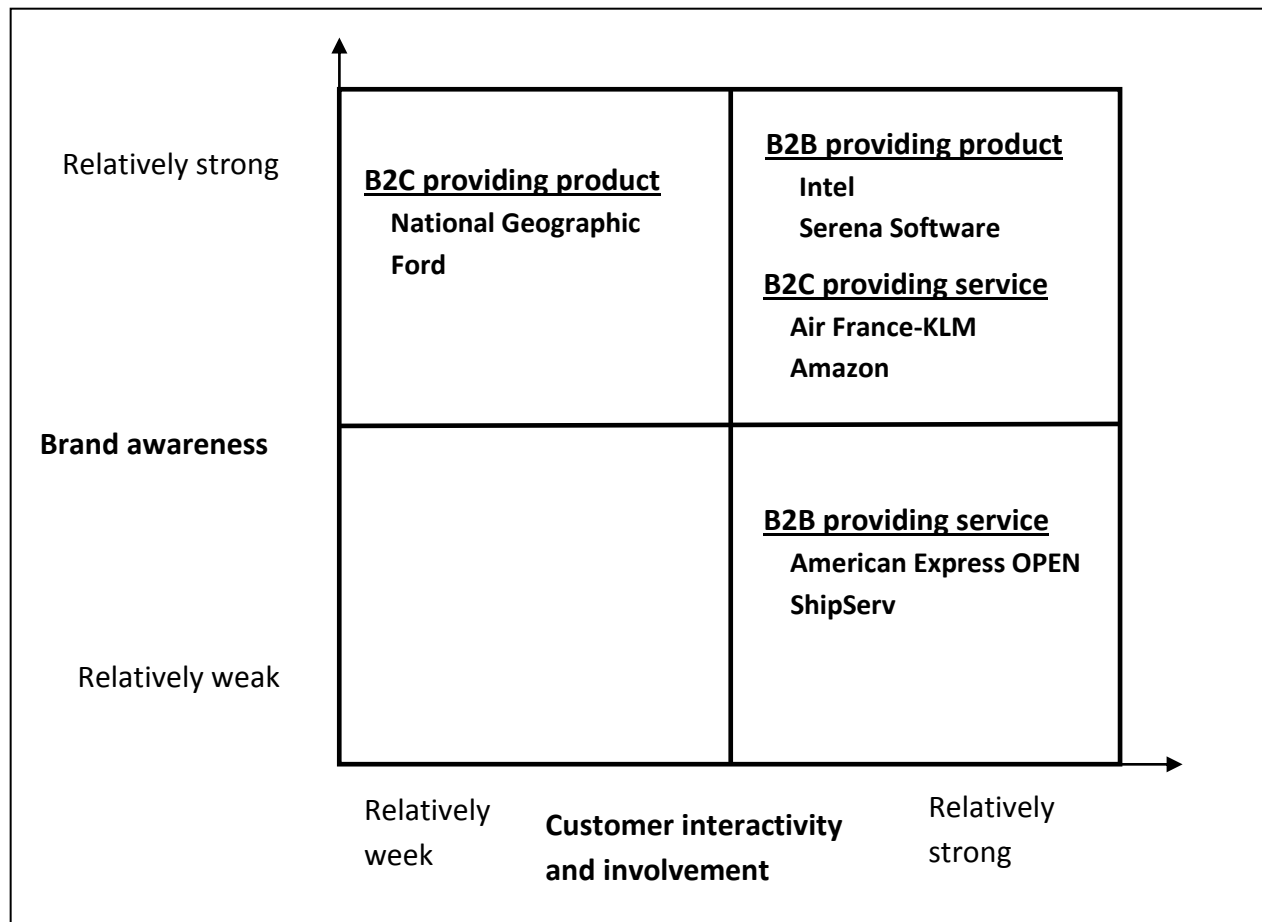 Relatively strong
B2C providing product
National Geographic
Ford
B2B providing product
Intel
Serena Software
B2C providing service
Air France-KLM
Amazon
Brand awareness
B2B providing service
American Express OPEN
ShipServ
Relatively weak
Relatively
week
Customer interactivity
and involvement
Relatively
strong